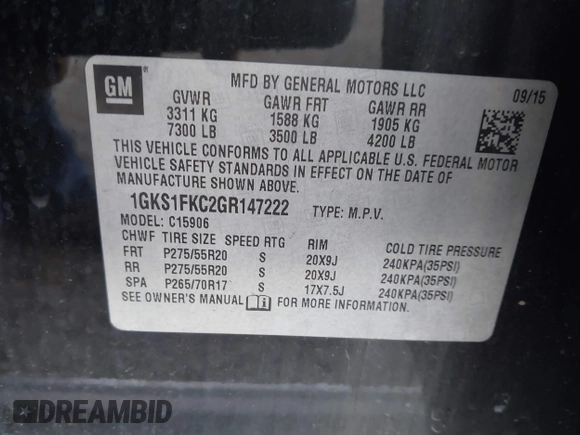 GM
MFD BY GENERAL MOTORS LLC
GVWR GAWR FRT GAWR RR 09/15
3311 KG 1588 KG 1905 KG
7300 LB 3500 LB 4200 LB
THIS VEHICLE CONFORMS TO ALL APPLICABLE U.S. FEDERAL MOTOR
VEHICLE SAFETY STANDARDS IN EFFECT ON THE DATE OF
MANUFACTURE SHOWN ABOVE.
1GKS1FKC2GR147222 TYPE: M.P.V.
MODEL: C15906
CHWF TIRE SIZE SPEED RTG RIM COLD TIRE PRESSURE
FRT P275/55R20 S 20X9J 240KPA(35PSI)
RR P275/55R20 S 20X9J 240KPA(35PSI)
SPA P265/70R17 S 17X7.5J 240KPA(35PSI)
SEE OWNER'S MANUAL FOR MORE INFORMATION.
DREAMBID